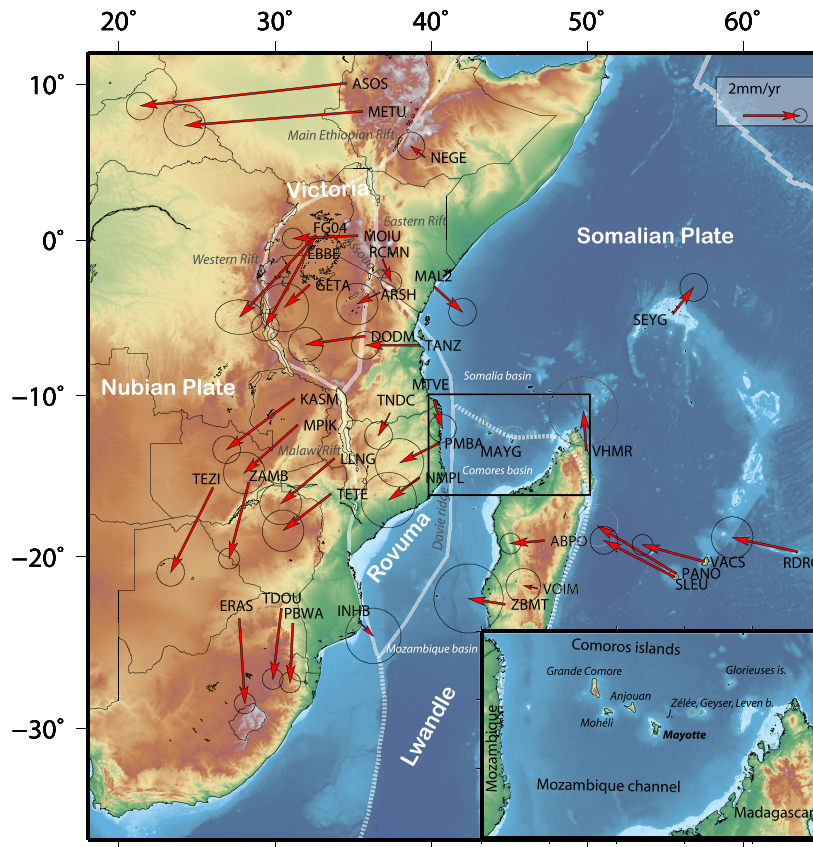 20° 30° 40° 50° 60°
10°
ASOS
2mm/yr
METU
Main Ethiopian Rift
NEGE
Victoria
Eastern Rift
FG04
0°
MOIU
Somalian Plate
EBBE
RCMN
Western Rift
MAL2
GETA
ARSH
SEYG
DODM
TANZ
Somalia basin
Nubian Plate
MTVE
−10°
KASM
TNDC
MPIK
PMBA
MAYG
VHMR
Malawi Rift
LLNG
Comores basin
TEZI
ZAMB
NMPL
TETE
Davie ridge
Rovuma
ABPO
−20°
VACS
RDRG
PANO
SLEU
VOIM
ERAS
TDOU
PBWA
INHB
ZBMT
Mozambique basin
Comoros islands
Grande Comore
Glorieuses is.
Anjouan
Zélée, Geyser, Leven b.
J.
Mohéli
Mayotte
−30°
Lwandle
Mozambique
Mozambique channel
Madagascar